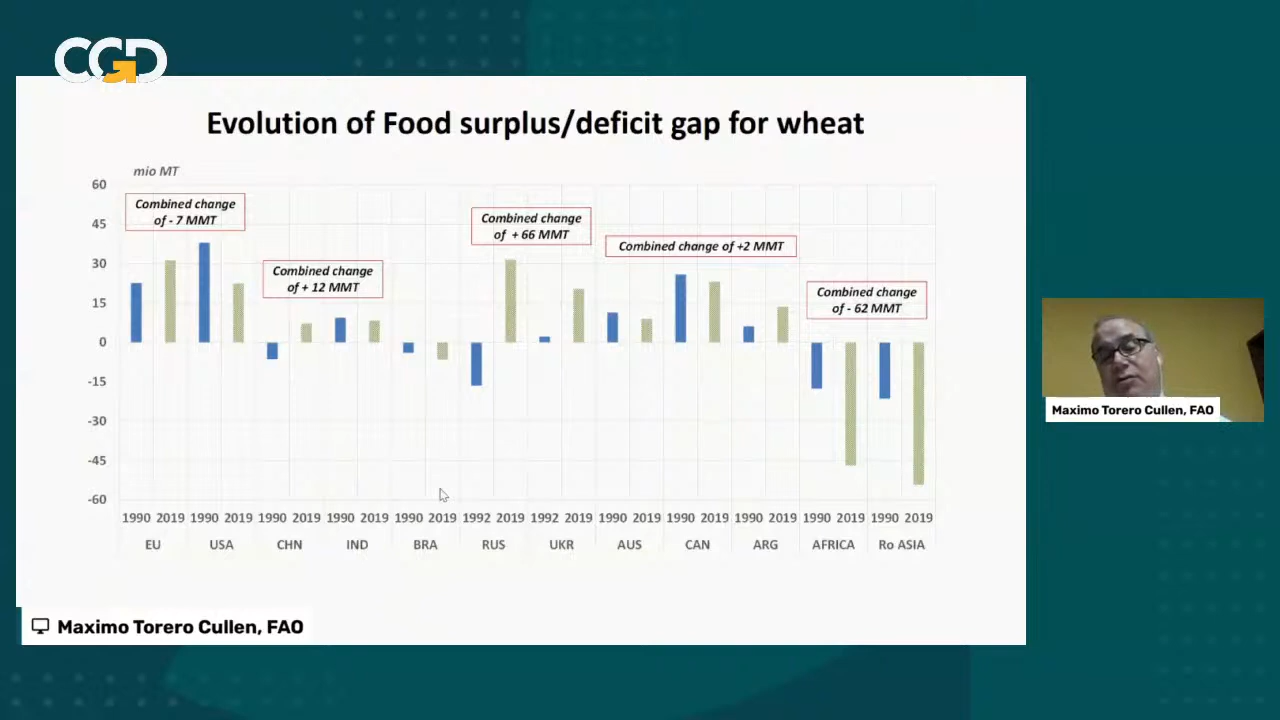 CGD
Evolution of Food surplus/deficit gap for wheat
mio MT
60
45
30
15
0
-15
-30
-45
-60
Combined change
of - 7 MMT
Combined change
of + 12 MMT
Combined change
of + 66 MMT
Combined change of +2 MMT
Combined change
of - 62 MMT
1990 2019 1990 2019 1990 2019 1990 2019 1990 2019 1992 2019 1992 2019 1990 2019 1990 2019 1990 2019 1990 2019 1990 2019
EU USA CHN IND BRA RUS UKR AUS CAN ARG AFRICA Ro ASIA
Maximo Torero Cullen, FAO
Maximo Torero Cullen, FAO